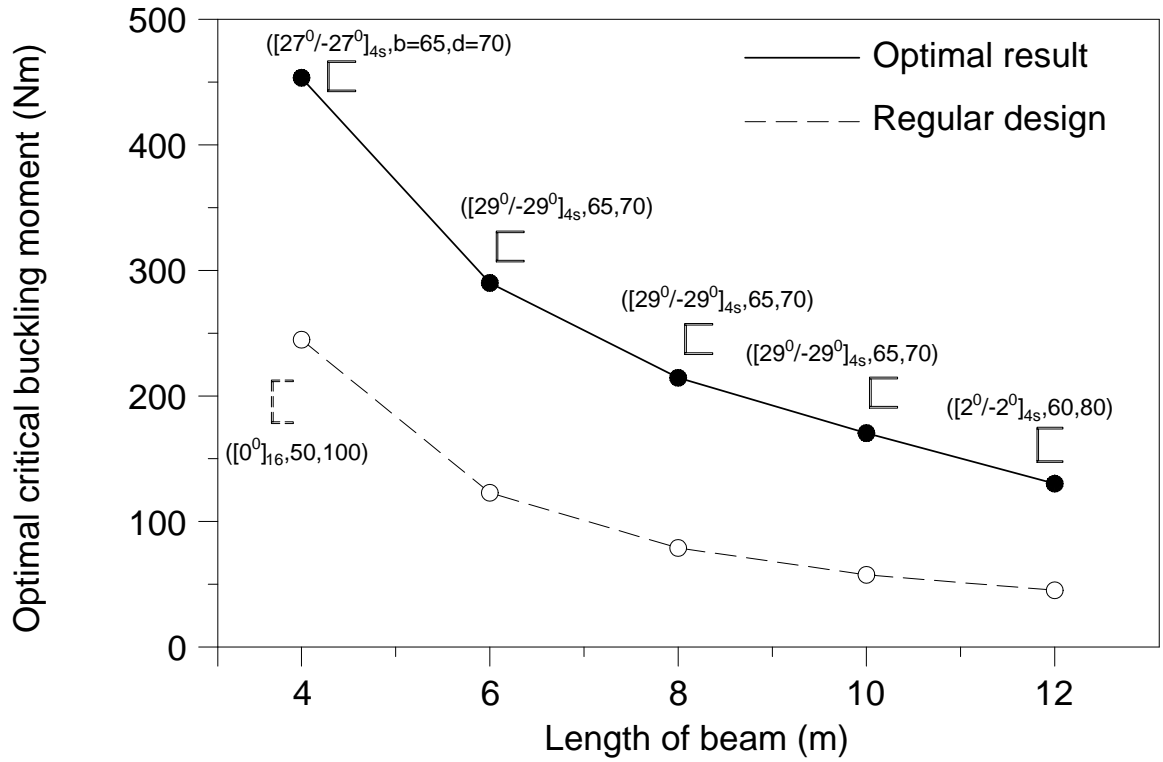 Optimal critical buckling moment (Nm)
500
400
300
200
100
0
([27⁰/-27⁰]₄ₛ,b=65,d=70)
([29⁰/-29⁰]₄ₛ,65,70)
([29⁰/-29⁰]₄ₛ,65,70)
([29⁰/-29⁰]₄ₛ,65,70)
([2⁰/-2⁰]₄ₛ,60,80)
([0⁰]₁₆,50,100)
Optimal result
Regular design
4 6 8 10 12
Length of beam (m)